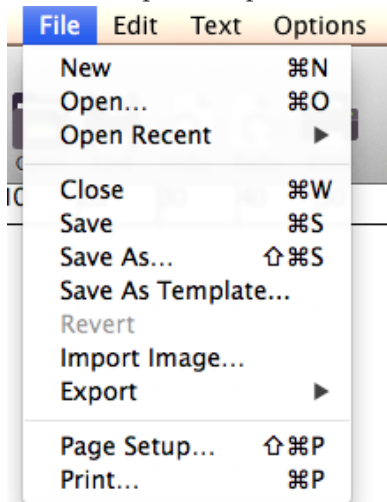 File Edit Text Options
New ⌘N
Open... ⌘O
Open Recent ▶
Close ⌘W
Save ⌘S
Save As... ⇧⌘S
Save As Template...
Revert
Import Image...
Export ▶
Page Setup... ⇧⌘P
Print... ⌘P